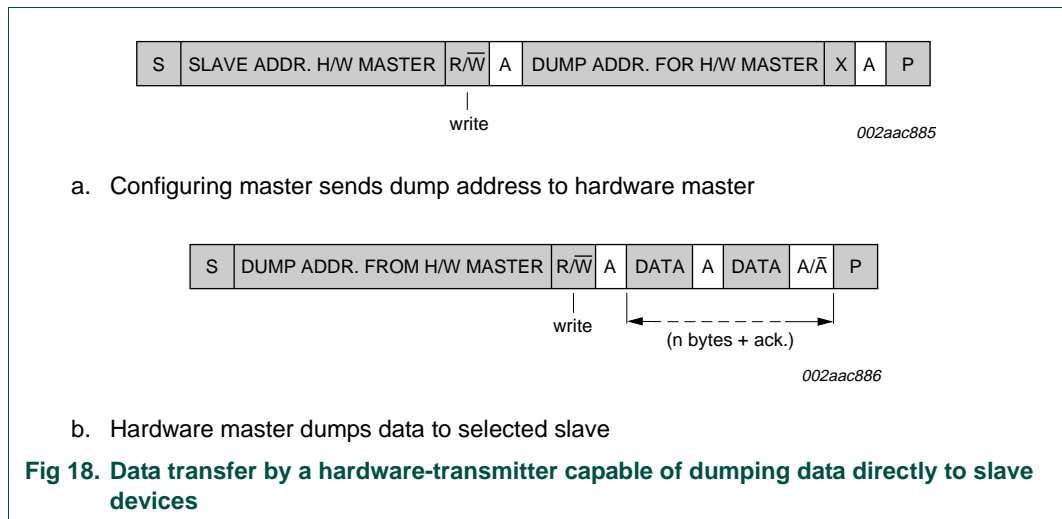 S SLAVE ADDR. H/W MASTER R/W̅ A DUMP ADDR. FOR H/W MASTER X A P
write
002aac885
a. Configuring master sends dump address to hardware master
S DUMP ADDR. FROM H/W MASTER R/W̅ A DATA A DATA A/A̅ P
write
(n bytes + ack.)
002aac886
b. Hardware master dumps data to selected slave
Fig 18. Data transfer by a hardware-transmitter capable of dumping data directly to slave
devices